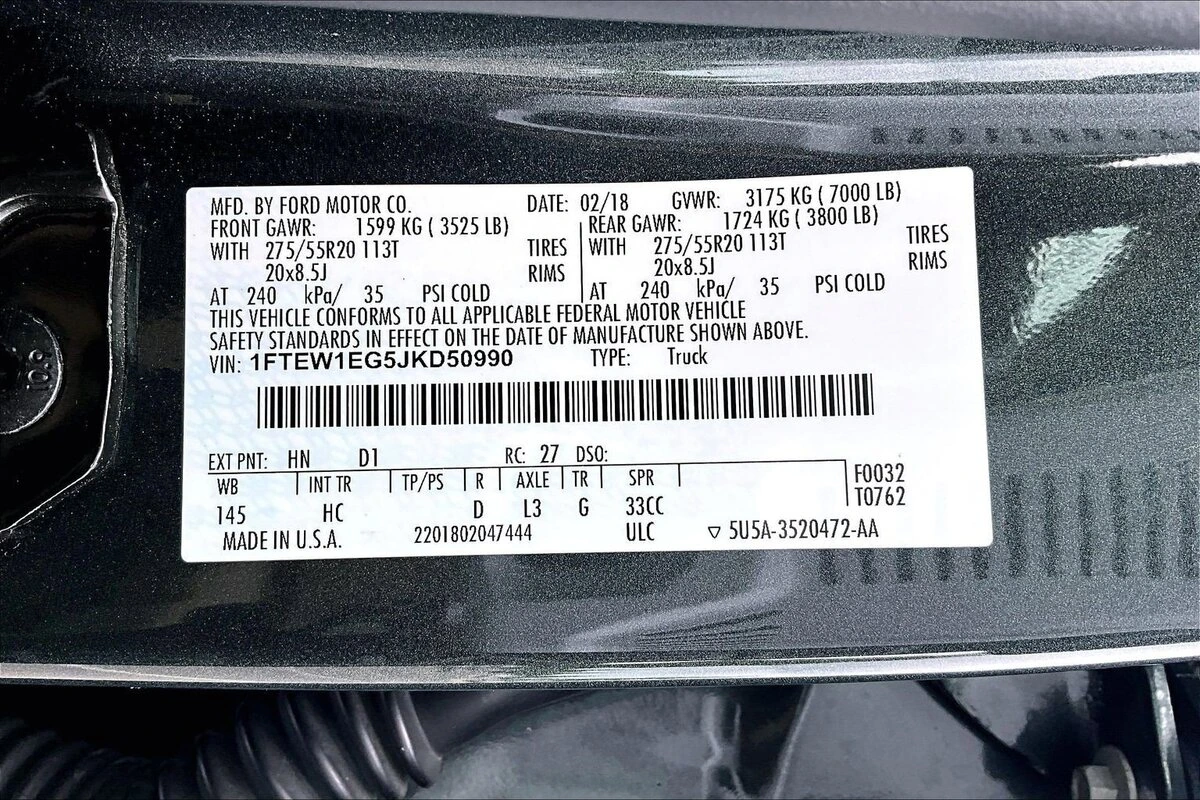 MFD. BY FORD MOTOR CO. DATE: 02/18 GVWR: 3175 KG ( 7000 LB)
FRONT GAWR: 1599 KG ( 3525 LB) REAR GAWR: 1724 KG ( 3800 LB)
WITH 275/55R20 113T TIRES WITH 275/55R20 113T TIRES
20x8.5J RIMS 20x8.5J RIMS
AT 240 kPa/ 35 PSI COLD AT 240 kPa/ 35 PSI COLD
THIS VEHICLE CONFORMS TO ALL APPLICABLE FEDERAL MOTOR VEHICLE
SAFETY STANDARDS IN EFFECT ON THE DATE OF MANUFACTURE SHOWN ABOVE.
VIN: 1FTEW1EG5JKD50990 TYPE: Truck
EXT PNT: HN D1 RC: 27 DSO:
WB INT TR TP/PS R AXLE TR SPR F0032
145 HC D L3 G 33CC T0762
MADE IN U.S.A. 2201802047444 ULC ▽ 5U5A-3520472-AA
10.9